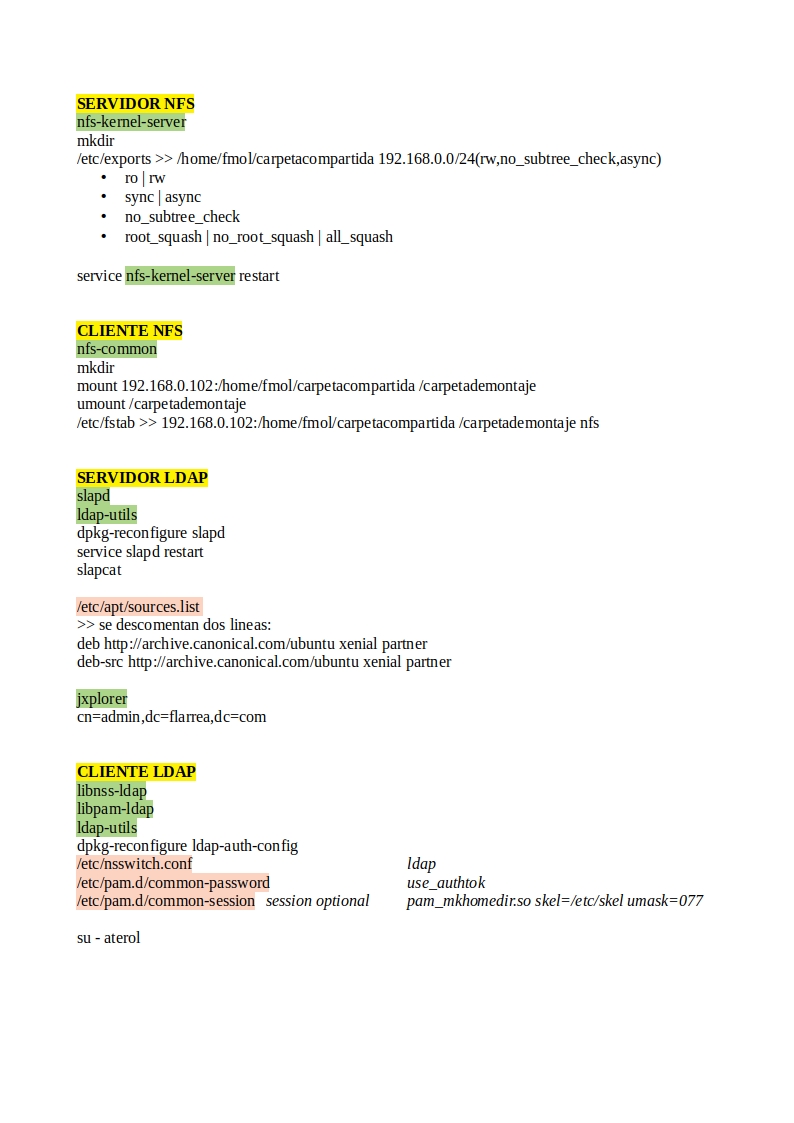 SERVIDOR NFS
nfs-kernel-server
mkdir
/etc/exports >> /home/fmol/carpetacompartida 192.168.0.0/24(rw,no_subtree_check,async)
• ro | rw
• sync | async
• no_subtree_check
• root_squash | no_root_squash | all_squash
service nfs-kernel-server restart
CLIENTE NFS
nfs-common
mkdir
mount 192.168.0.102:/home/fmol/carpetacompartida /carpetademontaje
umount /carpetademontaje
/etc/fstab >> 192.168.0.102:/home/fmol/carpetacompartida /carpetademontaje nfs
SERVIDOR LDAP
slapd
ldap-utils
dpkg-reconfigure slapd
service slapd restart
slapcat
/etc/apt/sources.list
>> se descomentan dos lineas:
deb http://archive.canonical.com/ubuntu xenial partner
deb-src http://archive.canonical.com/ubuntu xenial partner
jxplorer
cn=admin,dc=flarrea,dc=com
CLIENTE LDAP
libnss-ldap
libpam-ldap
ldap-utils
dpkg-reconfigure ldap-auth-config
/etc/nsswitch.conf ldap
/etc/pam.d/common-password use_authtok
/etc/pam.d/common-session session optional pam_mkhomedir.so skel=/etc/skel umask=077
su - aterol